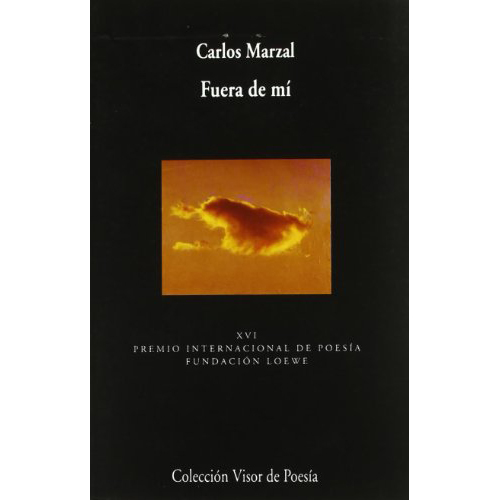 Carlos Marzal
Fuera de mí
XVI
PREMIO INTERNACIONAL DE POESÍA
FUNDACIÓN LOEWE
Colección Visor de Poesía